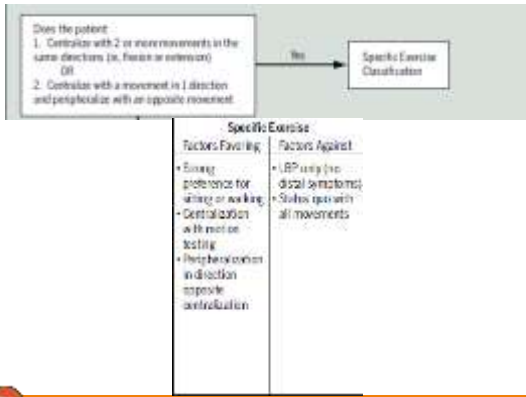 Does the patient:
1. Centralize with 2 or more movements in the
same directions (ie, flexion or extension)
OR
2. Centralize with a movement in 1 direction
and peripheralize with an opposite movement
Yes
Specific Exercise
Classification
Specific Exercise
Factors Favoring
• Strong
preference for
sitting or walking
• Centralization
with motion
testing
• Peripheralization
in direction
opposite
centralization
Factors Against
• LBP only (no
distal symptoms)
• Status quo with
all movements